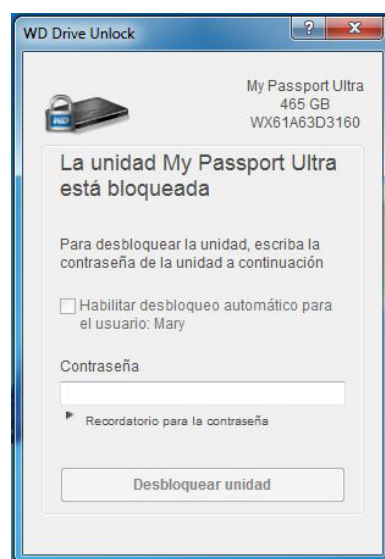 WD Drive Unlock
?
X
My Passport Ultra
465 GB
WX61A63D3160
WD
La unidad My Passport Ultra
está bloqueada
Para desbloquear la unidad, escriba la
contraseña de la unidad a continuación
Habilitar desbloqueo automático para
el usuario: Mary
Contraseña
Recordatorio para la contraseña
Desbloquear unidad